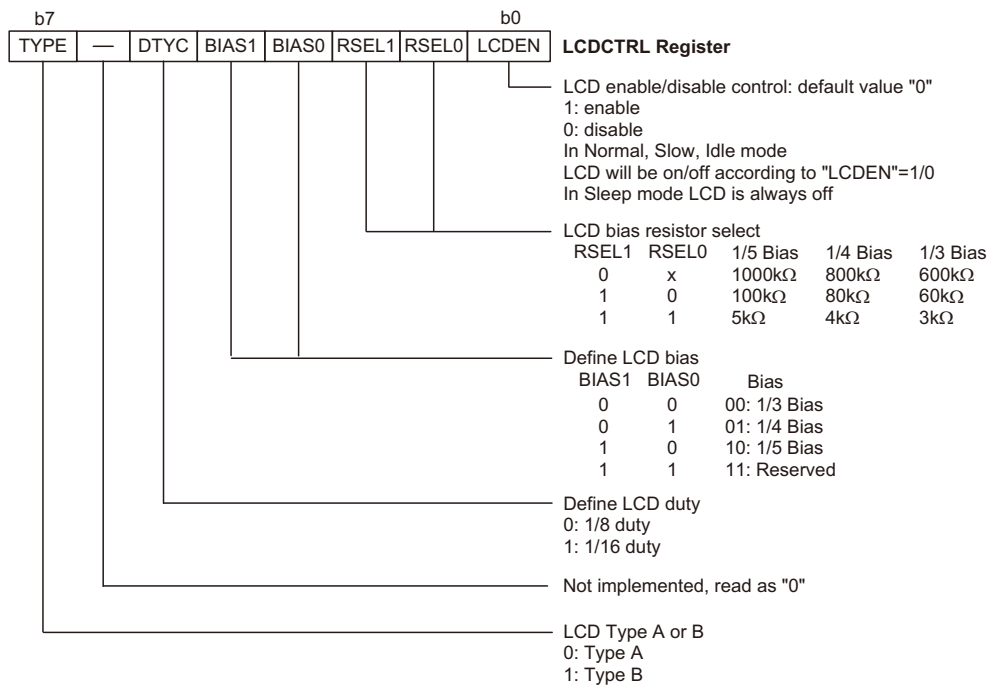 b7 b0
TYPE — DTYC BIAS1 BIAS0 RSEL1 RSEL0 LCDEN LCDCTRL Register
LCD enable/disable control: default value "0"
1: enable
0: disable
In Normal, Slow, Idle mode
LCD will be on/off according to "LCDEN"=1/0
In Sleep mode LCD is always off
LCD bias resistor select
RSEL1 RSEL0 1/5 Bias 1/4 Bias 1/3 Bias
0 x 1000kΩ 800kΩ 600kΩ
1 0 100kΩ 80kΩ 60kΩ
1 1 5kΩ 4kΩ 3kΩ
Define LCD bias
BIAS1 BIAS0 Bias
0 0 00: 1/3 Bias
0 1 01: 1/4 Bias
1 0 10: 1/5 Bias
1 1 11: Reserved
Define LCD duty
0: 1/8 duty
1: 1/16 duty
Not implemented, read as "0"
LCD Type A or B
0: Type A
1: Type B